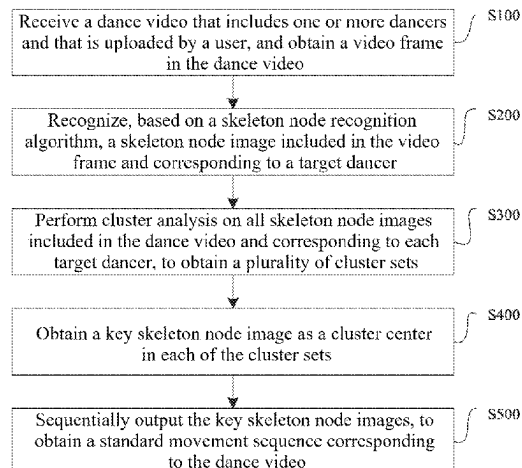 Receive a dance video that includes one or more dancers
and that is uploaded by a user, and obtain a video frame
in the dance video
S100
Recognize, based on a skeleton node recognition
algorithm, a skeleton node image included in the video
frame and corresponding to a target dancer
S200
Perform cluster analysis on all skeleton node images
included in the dance video and corresponding to each
target dancer, to obtain a plurality of cluster sets
S300
Obtain a key skeleton node image as a cluster center
in each of the cluster sets
S400
Sequentially output the key skeleton node images, to
obtain a standard movement sequence corresponding
to the dance video
S500